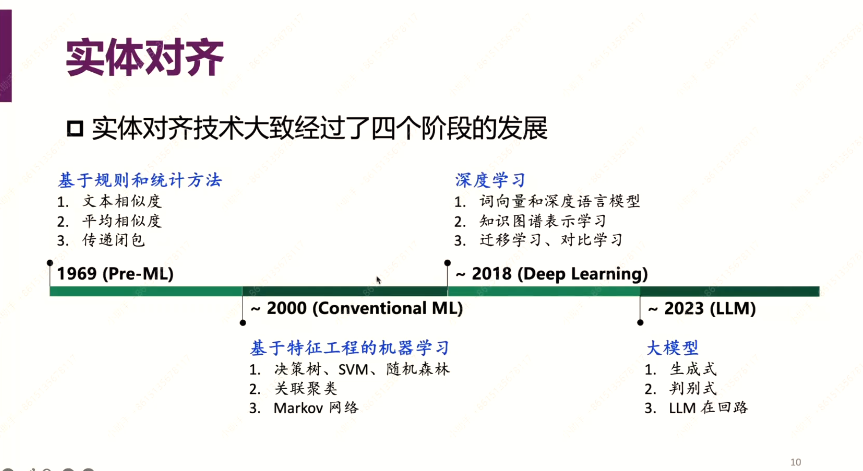 实体对齐
实体对齐技术大致经过了四个阶段的发展
基于规则和统计方法
1. 文本相似度
2. 平均相似度
3. 传递闭包
1969 (Pre-ML)
~ 2000 (Conventional ML)
基于特征工程的机器学习
1. 决策树、SVM、随机森林
2. 关联聚类
3. Markov 网络
深度学习
1. 词向量和深度语言模型
2. 知识图谱表示学习
3. 迁移学习、对比学习
~ 2018 (Deep Learning)
~ 2023 (LLM)
大模型
1. 生成式
2. 判别式
3. LLM 在回路
10